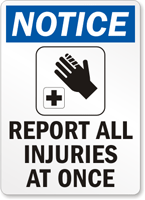 NOTICE
REPORT ALL
INJURIES
AT ONCE